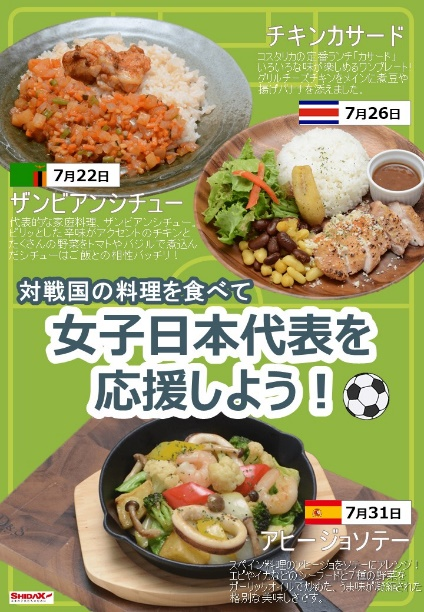 チキンカサード
コスタリカの定番ランチ「カサード」
いろいろな味が楽しめるワンプレート
グリルチーズチキンをメインに煮豆や
揚げバナナを添えました。
7月26日
7月22日
ザンビアンシチュー
代表的な家庭料理、ザンビアンシチュー。
ピリッとした辛味がアクセントのチキンと
たくさんの野菜をトマトやバジルで煮込ん
だシチューはご飯との相性バッチリ！
対戦国の料理を食べて
女子日本代表を
応援しよう！
7月31日
アヒージョソテー
スペイン料理のアヒージョをソテーにアレンジ！
エビやイカなどのシーフードと7種の野菜を
ガーリックオイルで炒めた、うま味が凝縮された
格別な美味しさです。
SHIDAX